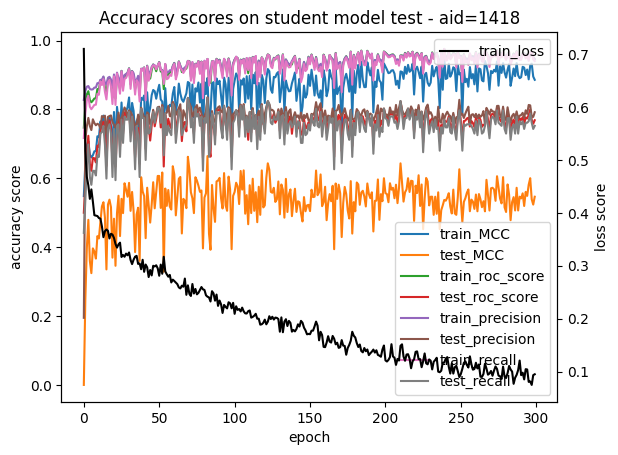 Accuracy scores on student model test - aid=1418
accuracy score
1.0
0.8
0.6
0.4
0.2
0.0
train_loss
0.7
0.6
0.5
0.4
0.3
0.2
0.1
loss score
train_MCC
test_MCC
train_roc_score
test_roc_score
train_precision
test_precision
train_recall
test_recall
0
50
100
150
200
250
300
epoch